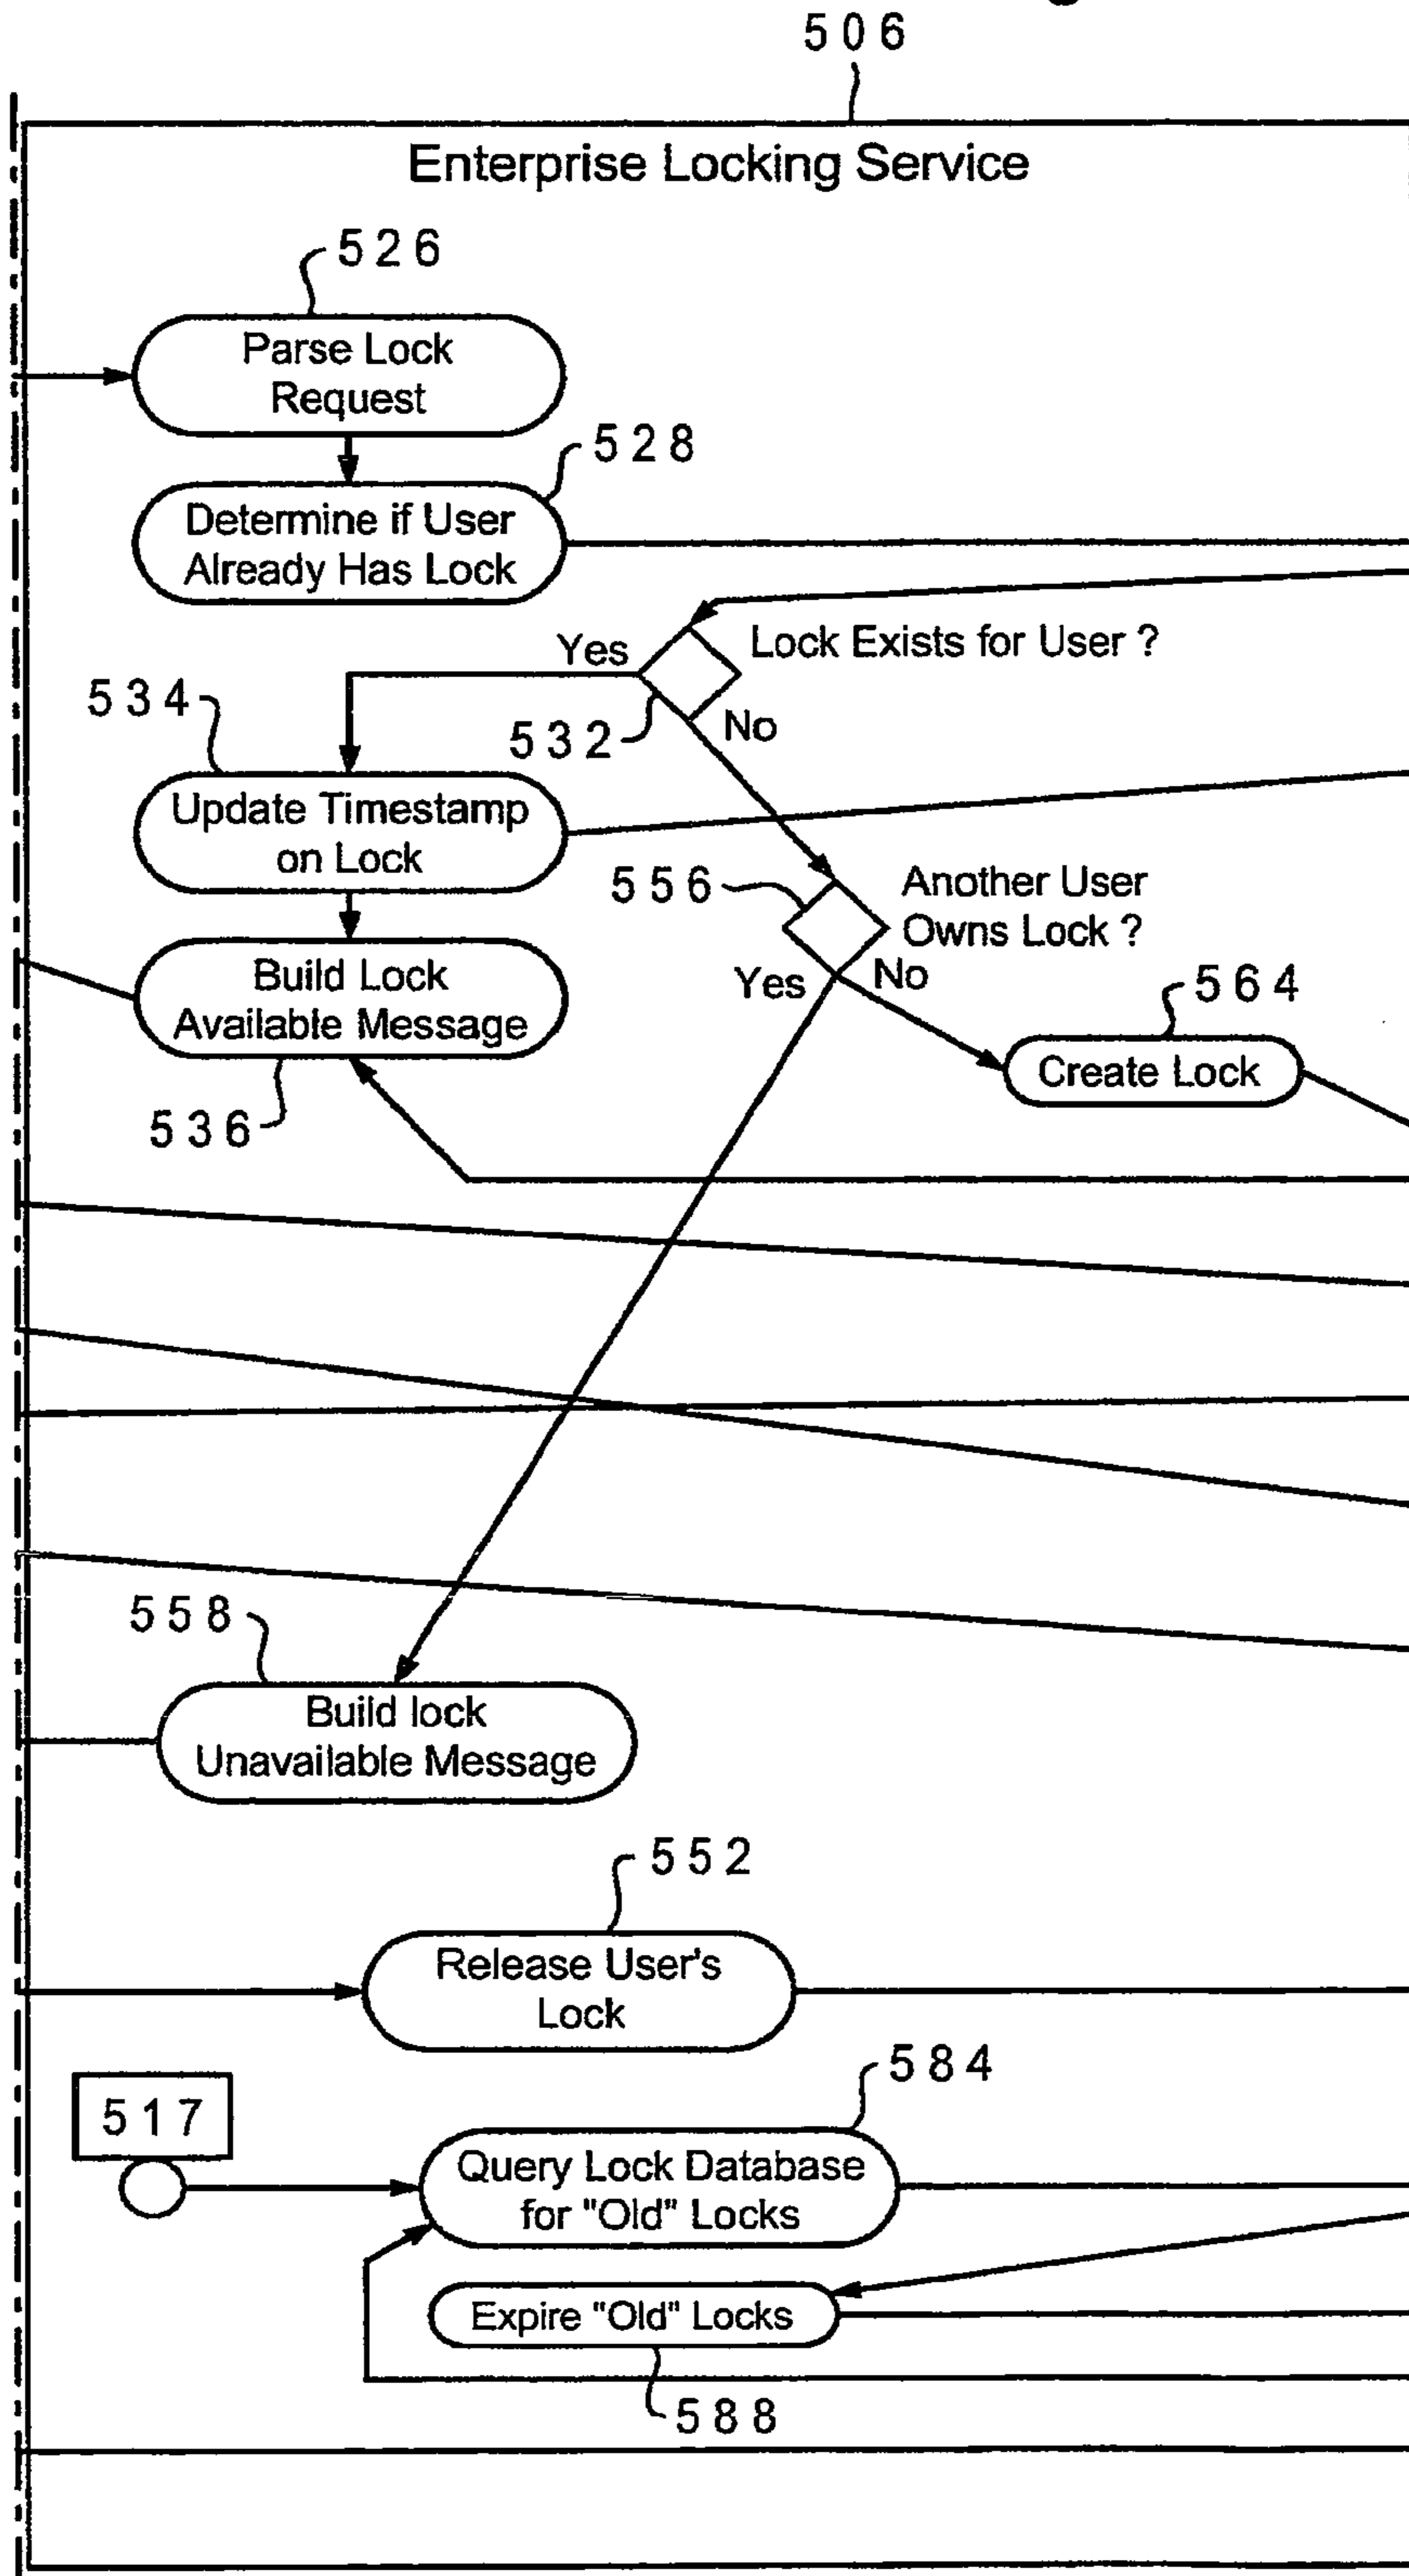 506
Enterprise Locking Service
526
Parse Lock
Request
528
Determine if User
Already Has Lock
Yes
Lock Exists for User ?
534
532
No
Update Timestamp
on Lock
556
Another User
Owns Lock ?
Build Lock
Available Message
Yes
No
564
Create Lock
536
558
Build lock
Unavailable Message
552
Release User's
Lock
517
584
Query Lock Database
for "Old" Locks
Expire "Old" Locks
588